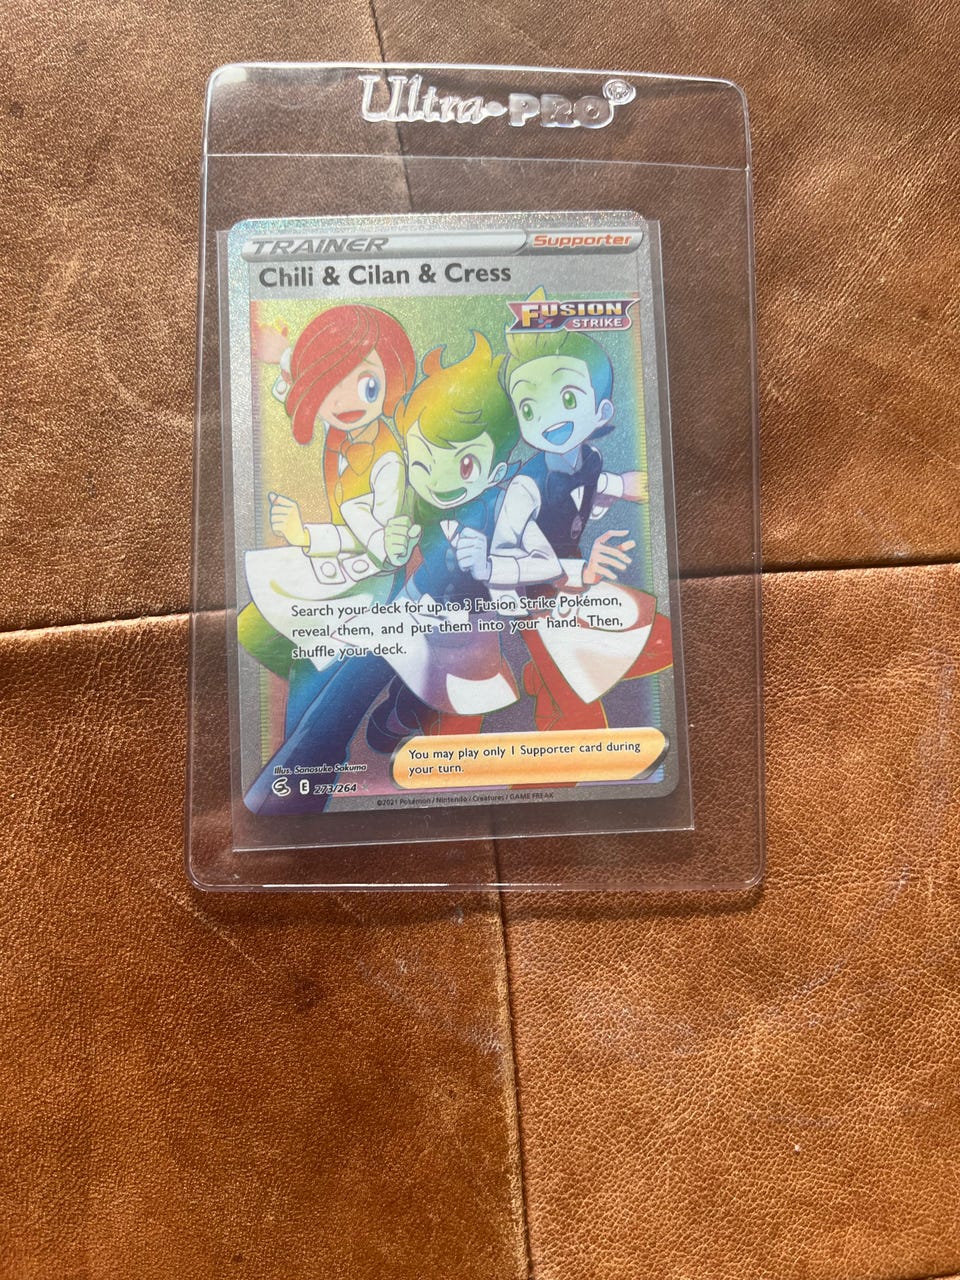 Ultra•PRO®
TRAINER Supporter
Chili & Cilan & Cress
FUSION
STRIKE
Search your deck for up to 3 Fusion Strike Pokémon,
reveal them, and put them into your hand. Then,
shuffle your deck.
You may play only 1 Supporter card during
your turn.
Illus. Sanosuke Sakuma
E 273/264
©2021 Pokémon / Nintendo / Creatures / GAME FREAK